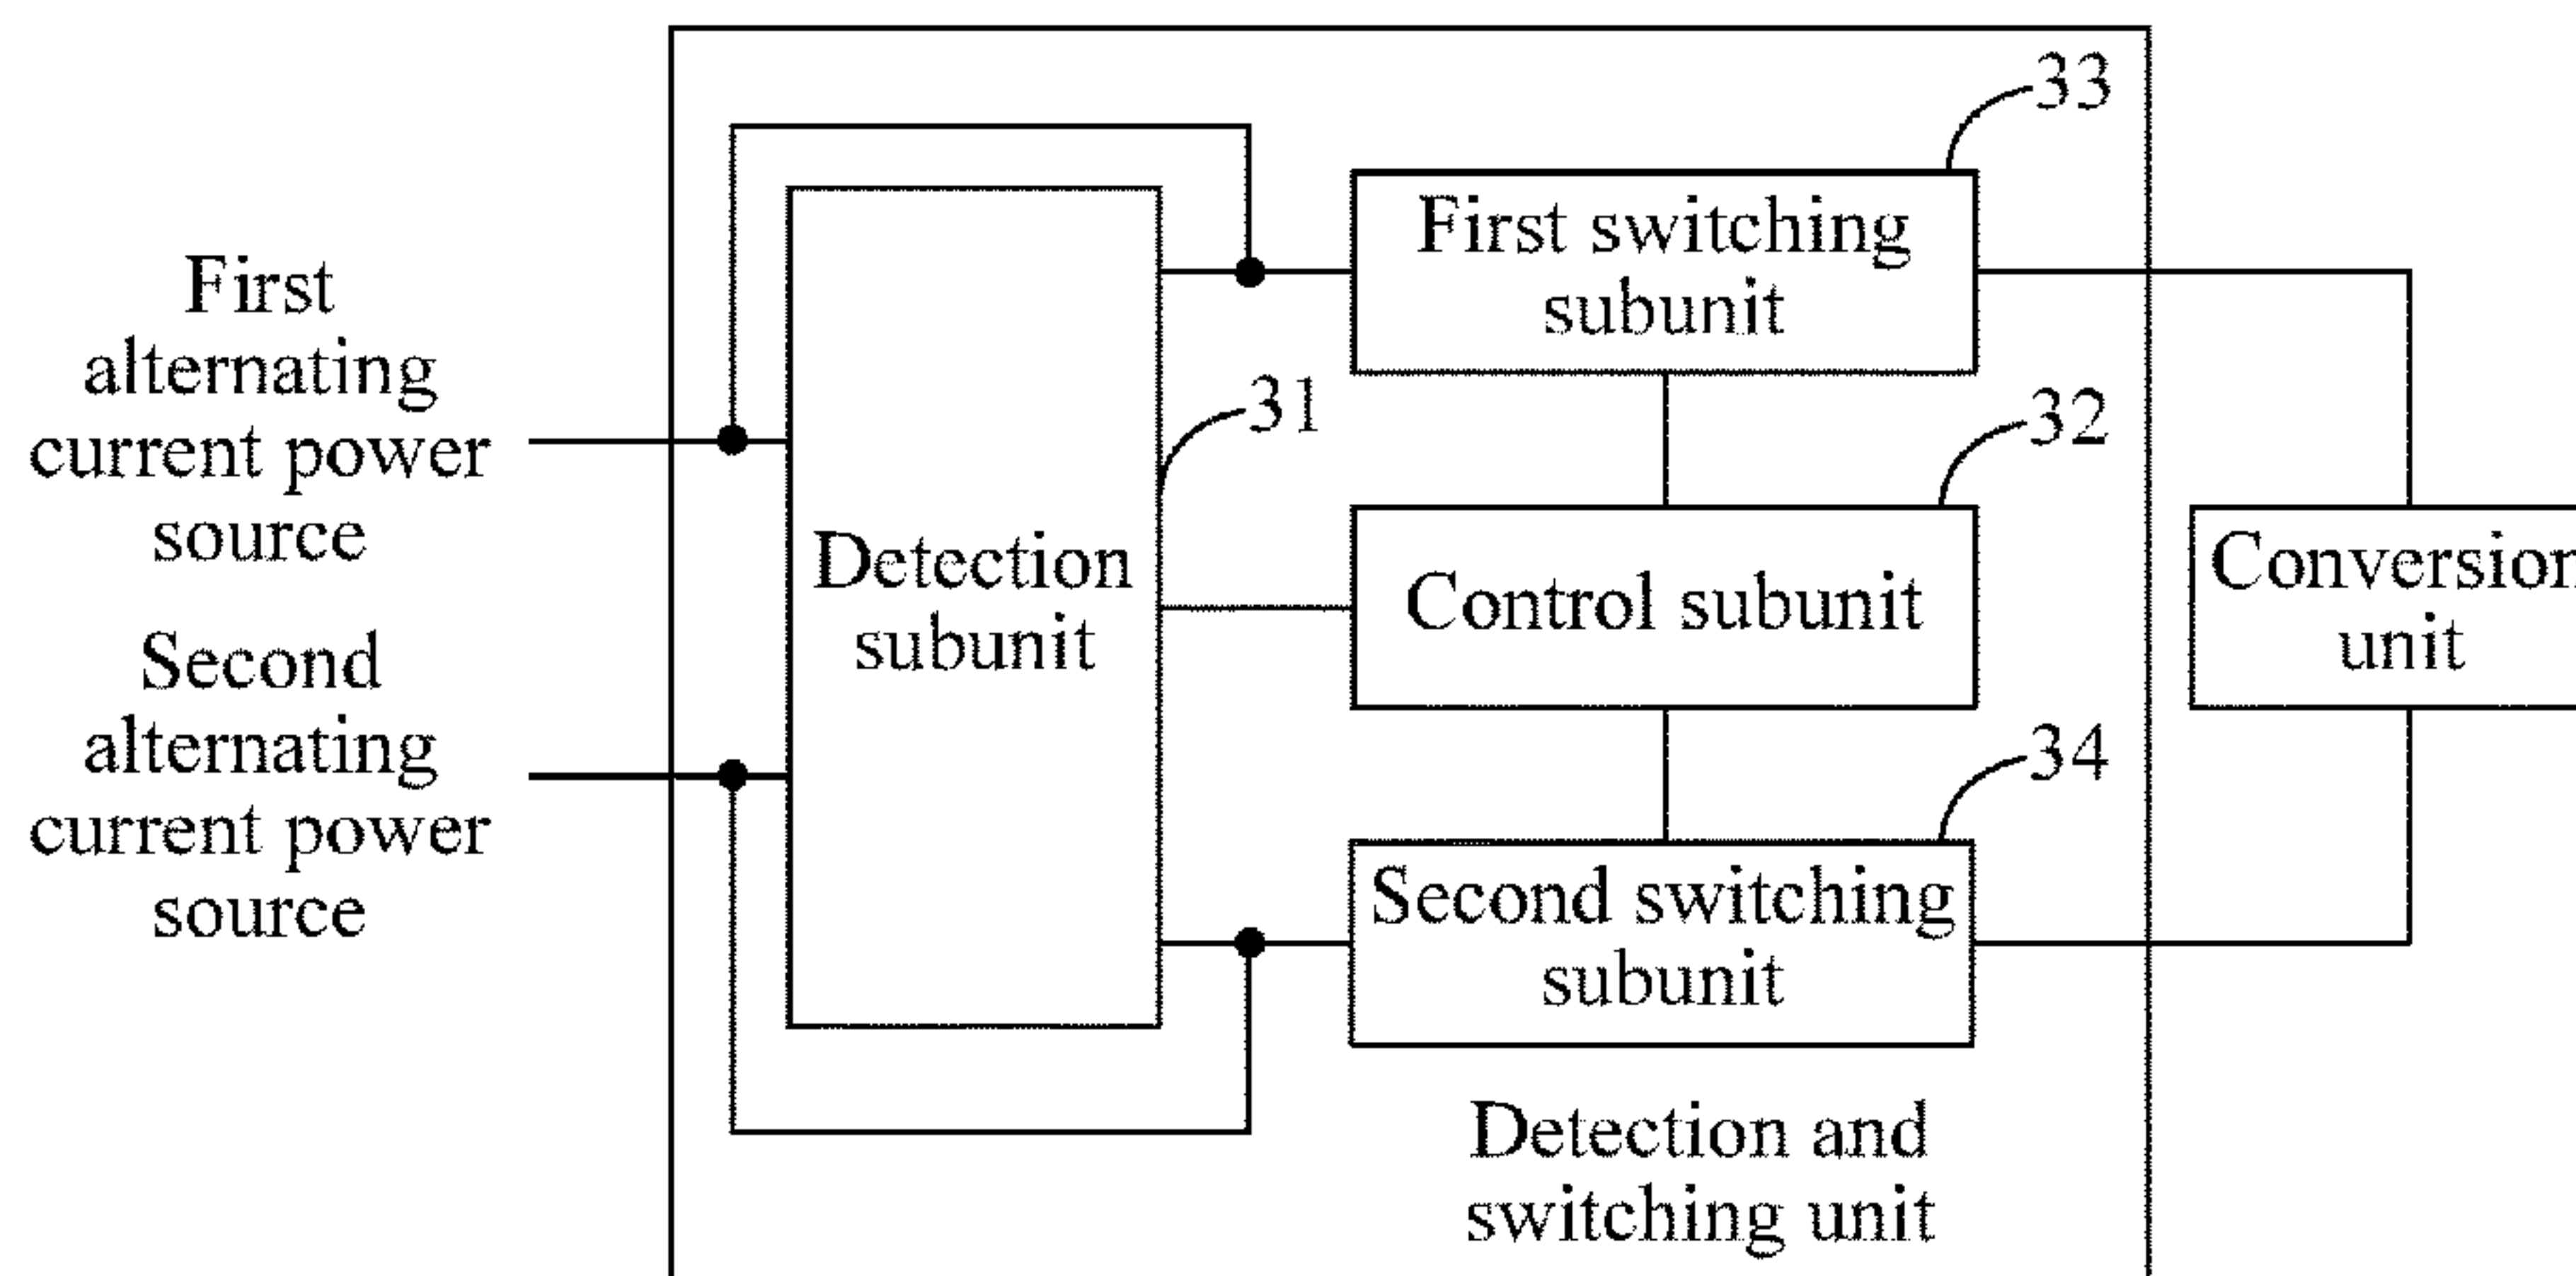 First
alternating
current power
source
Second
alternating
current power
source
Detection
subunit
31
First switching
subunit
33
Control subunit
32
Second switching
subunit
34
Conversion
unit
Detection and
switching unit